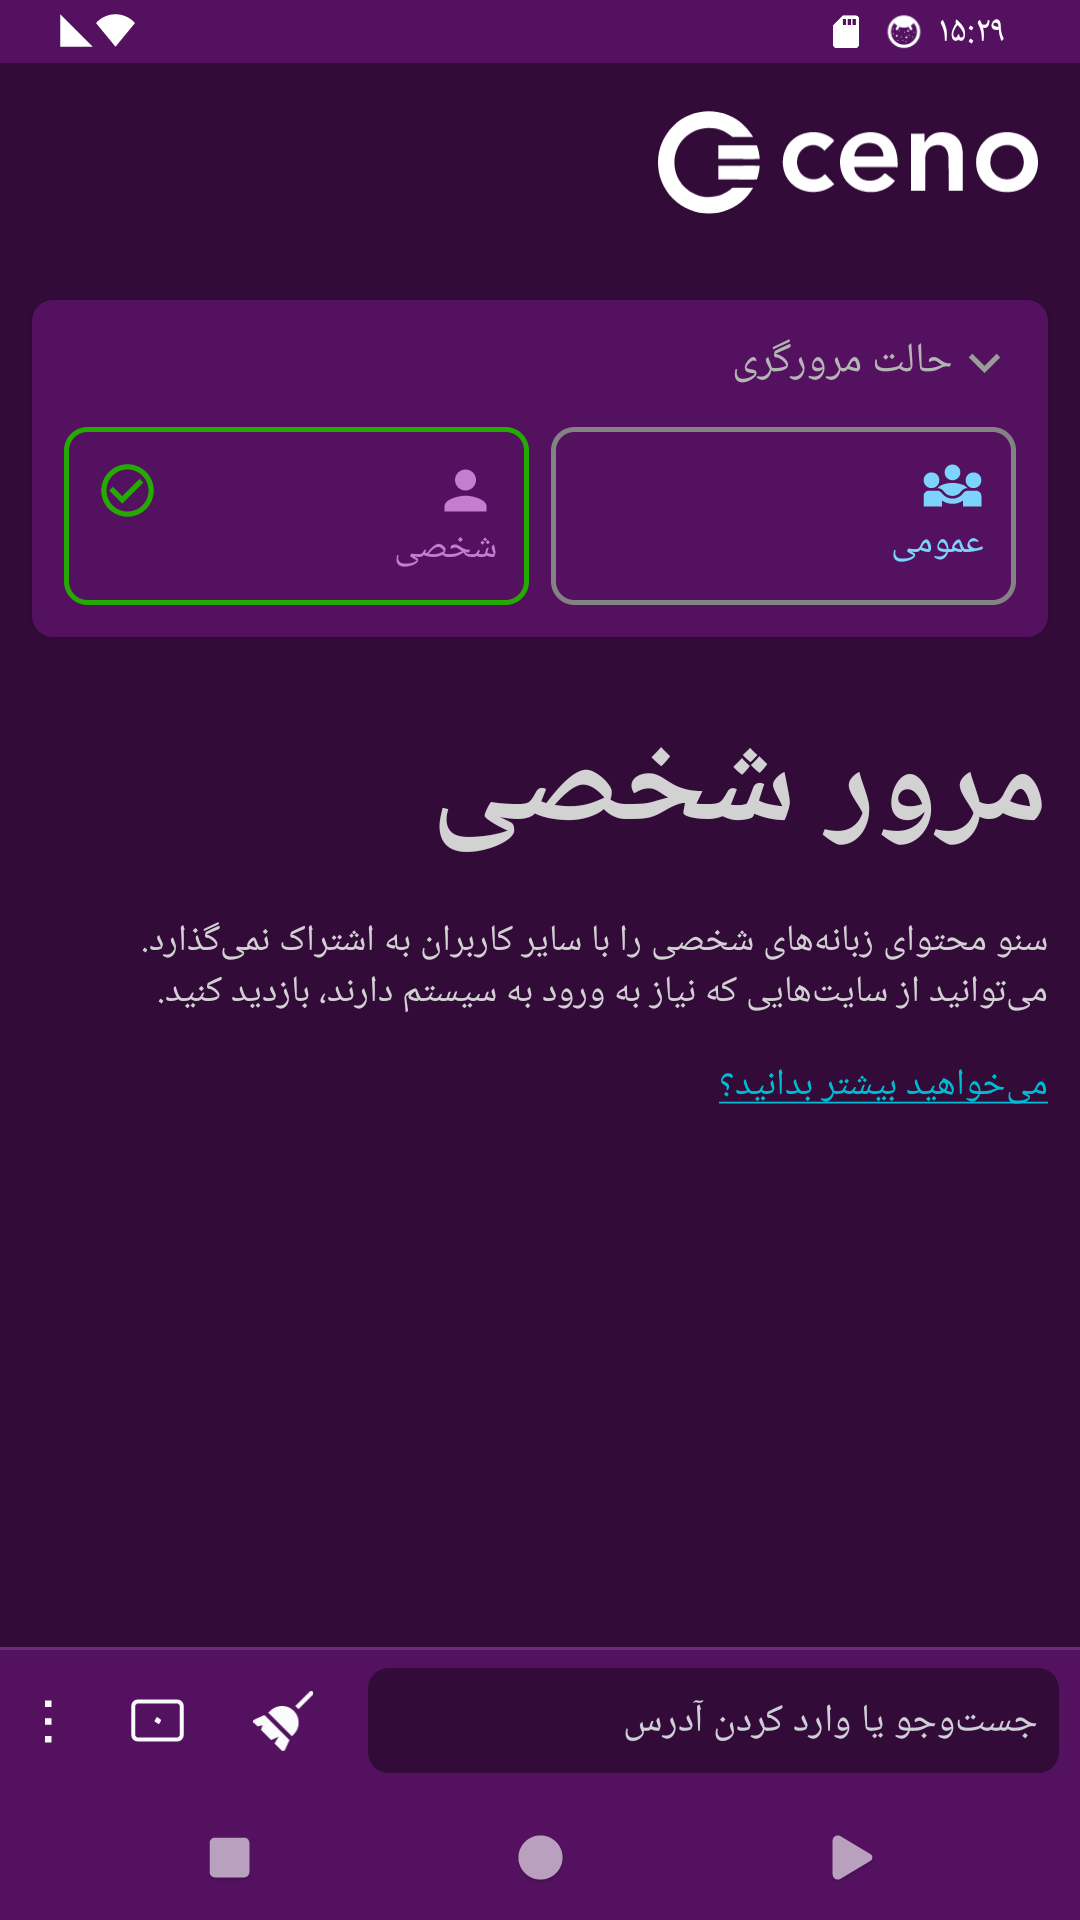 ۱۵:۲۹
ceno
حالت مرورگری
عمومی
شخصی
مرور شخصی
سنو محتوای زبانه‌های شخصی را با سایر کاربران به اشتراک نمی‌گذارد.
می‌توانید از سایت‌هایی که نیاز به ورود به سیستم دارند، بازدید کنید.
می‌خواهید بیشتر بدانید؟
جست‌وجو یا وارد کردن آدرس
۰